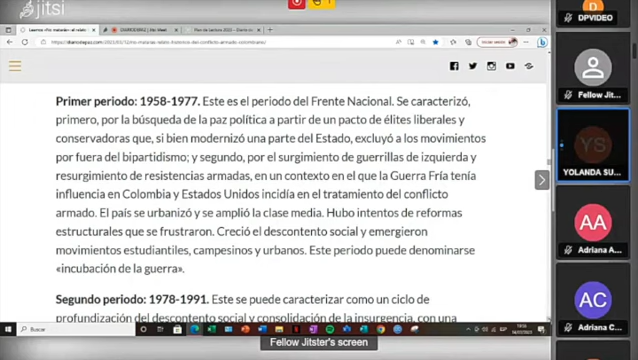 jitsi
DPVIDEO
Primer periodo: 1958-1977. Este es el periodo del Frente Nacional. Se caracterizó,
primero, por la búsqueda de la paz política a partir de un pacto de élites liberales y
conservadoras que, si bien modernizó una parte del Estado, excluyó a los movimientos
por fuera del bipartidismo; y segundo, por el surgimiento de guerrillas de izquierda y
resurgimiento de resistencias armadas, en un contexto en el que la Guerra Fría tenía
influencia en Colombia y Estados Unidos incidía en el tratamiento del conflicto
armado. El país se urbanizó y se amplió la clase media. Hubo intentos de reformas
estructurales que se frustraron. Creció el descontento social y emergieron
movimientos estudiantiles, campesinos y urbanos. Este periodo puede denominarse
«incubación de la guerra».
Segundo periodo: 1978-1991. Este se puede caracterizar como un ciclo de
profundización del descontento social y consolidación de la insurgencia, con una
Buscar
Fellow Jitster's screen
Fellow Jit
YS
YOLANDA SU
AA
Adriana A
AC
Adriana C